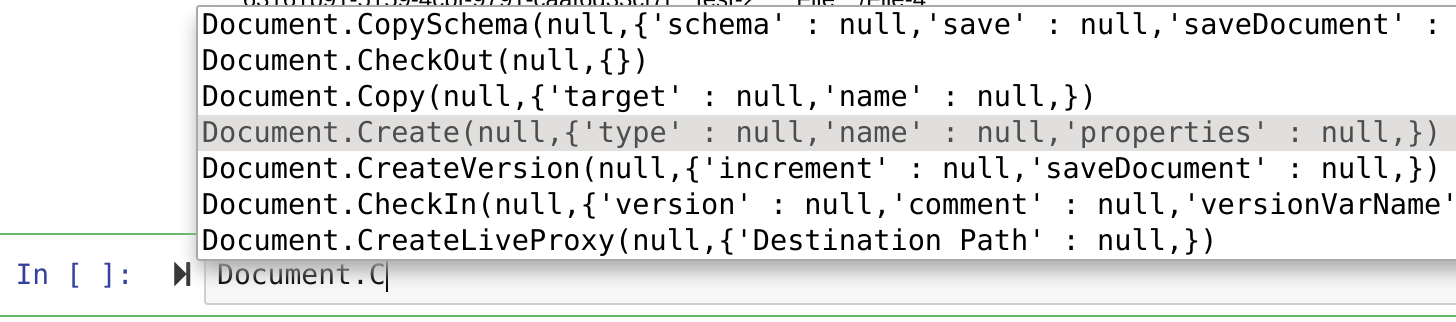 Document.CopySchema(null,{'schema' : null,'save' : null,'saveDocument' :
Document.CheckOut(null,{})
Document.Copy(null,{'target' : null,'name' : null,})
Document.Create(null,{'type' : null,'name' : null,'properties' : null,})
Document.CreateVersion(null,{'increment' : null,'saveDocument' : null,})
Document.CheckIn(null,{'version' : null,'comment' : null,'versionVarName'
Document.CreateLiveProxy(null,{'Destination Path' : null,})
In [ ]: Document.C